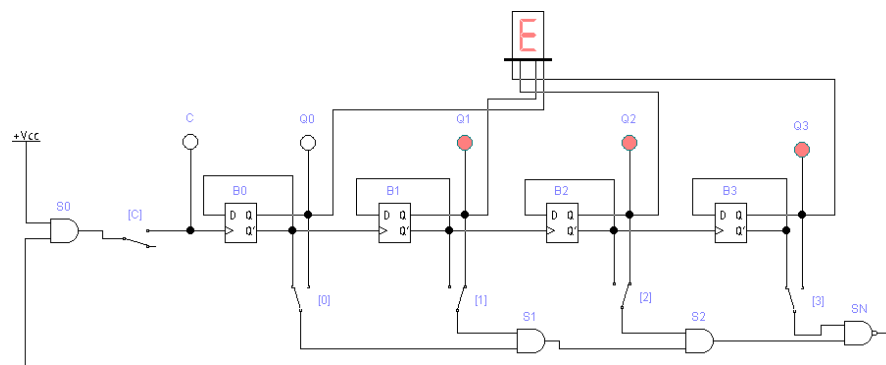 E
C
Q0
Q1
Q2
Q3
+Vcc
S0
[C]
B0
B1
B2
B3
D Q
Q'
D Q
Q'
D Q
Q'
D Q
Q'
[0]
[1]
[2]
[3]
S1
S2
SN